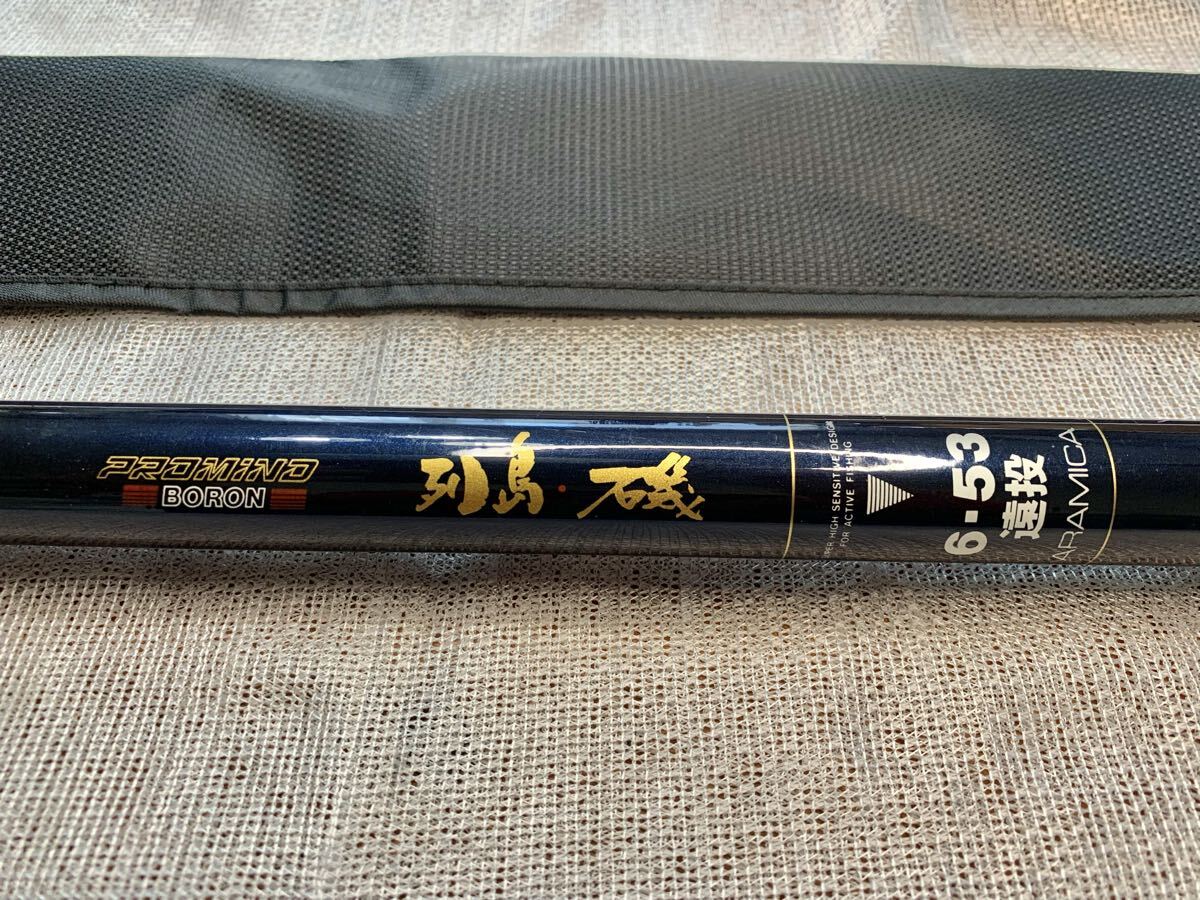 PROMIND
BORON
列島・磯
SUPER HIGH SENSITIVE DESIGN
FOR ACTIVE FISHING
6・53
遠投
ARAMICA